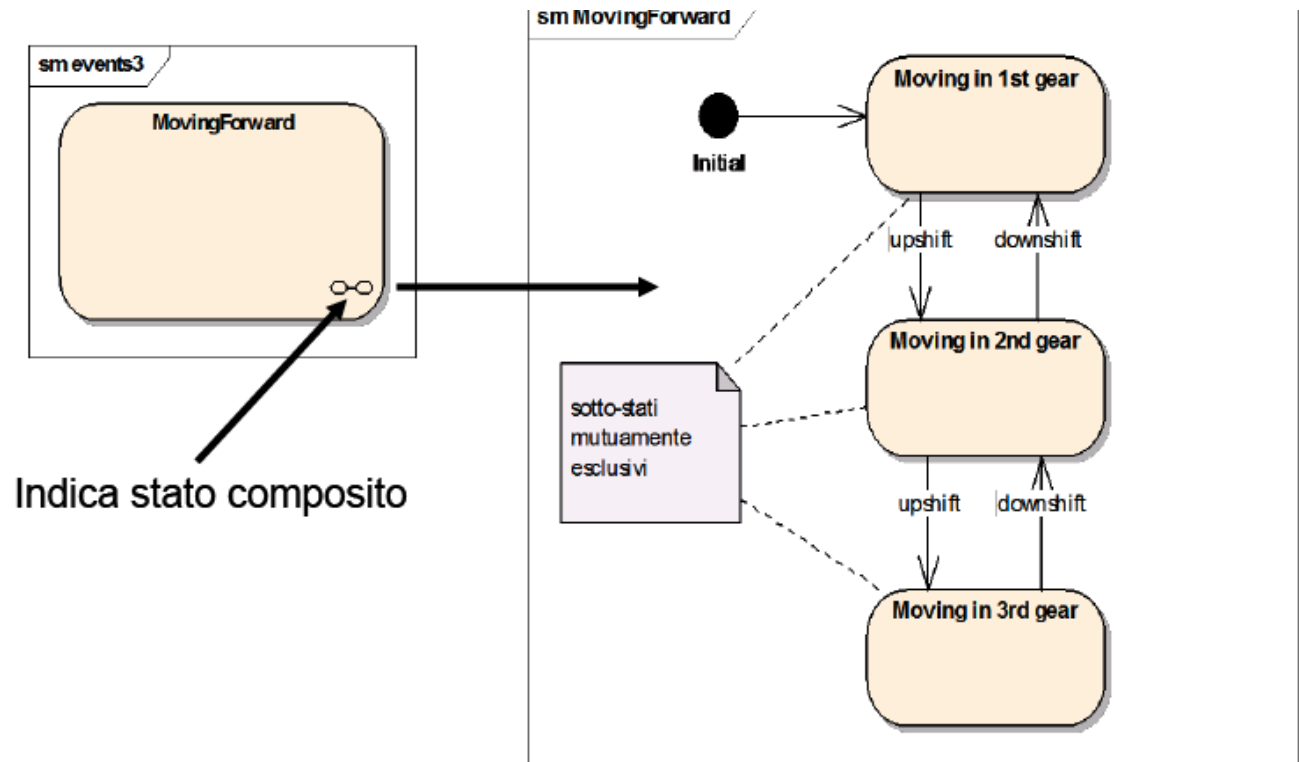 sm MovingForward
sm events3
MovingForward
Indica stato composito
Initial
Moving in 1st gear
upshift
downshift
sotto-stati
mutuamente
esclusivi
Moving in 2nd gear
upshift
downshift
Moving in 3rd gear